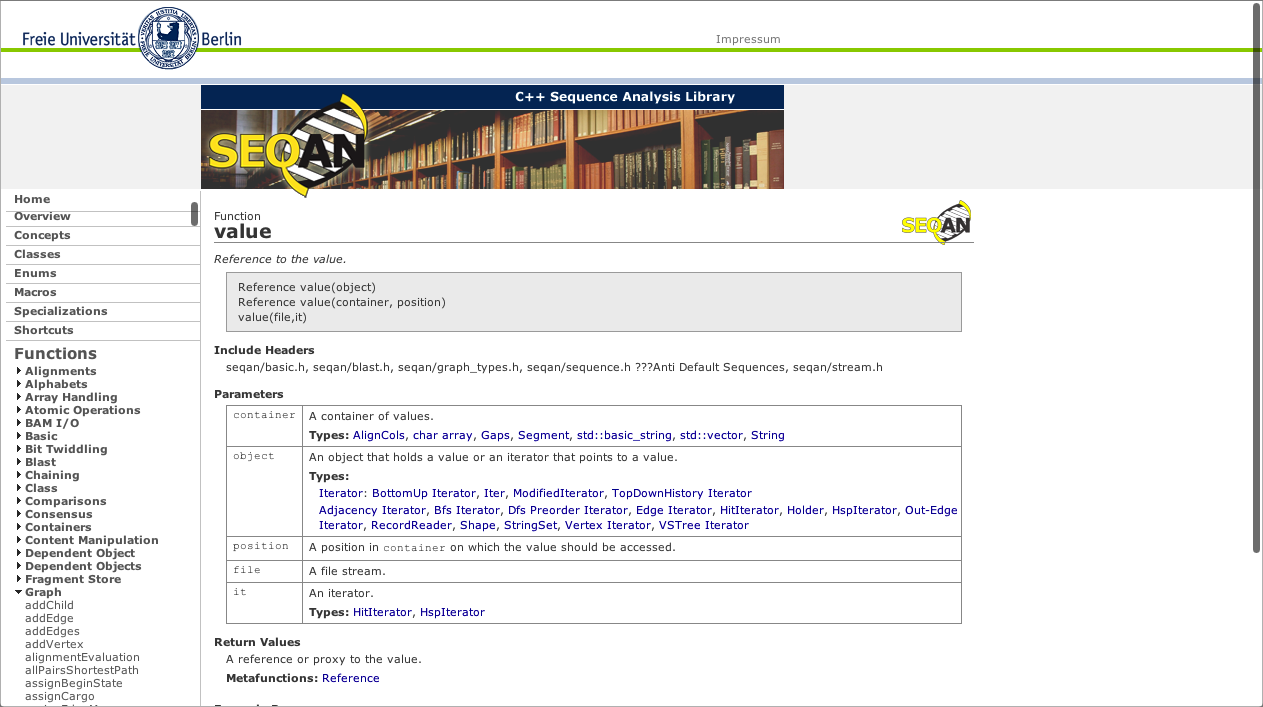 Freie Universität Berlin
Impressum
C++ Sequence Analysis Library
SEQAN
Home
Overview
Concepts
Classes
Enums
Macros
Specializations
Shortcuts
Functions
Alignments
Alphabets
Array Handling
Atomic Operations
BAM I/O
Basic
Bit Twiddling
Blast
Chaining
Class
Comparisons
Consensus
Containers
Content Manipulation
Dependent Object
Dependent Objects
Fragment Store
Graph
addChild
addEdge
addEdges
addVertex
alignmentEvaluation
allPairsShortestPath
assignBeginState
assignCargo
Function
value
SEQAN
Reference to the value.
Reference value(object)
Reference value(container, position)
value(file,it)
Include Headers
seqan/basic.h, seqan/blast.h, seqan/graph_types.h, seqan/sequence.h ???Anti Default Sequences, seqan/stream.h
Parameters
container A container of values.
Types: AlignCols, char array, Gaps, Segment, std::basic_string, std::vector, String
object An object that holds a value or an iterator that points to a value.
Types:
Iterator: BottomUp Iterator, Iter, ModifiedIterator, TopDownHistory Iterator
Adjacency Iterator, Bfs Iterator, Dfs Preorder Iterator, Edge Iterator, HitIterator, Holder, HspIterator, Out-Edge
Iterator, RecordReader, Shape, StringSet, Vertex Iterator, VSTree Iterator
position A position in container on which the value should be accessed.
file A file stream.
it An iterator.
Types: HitIterator, HspIterator
Return Values
A reference or proxy to the value.
Metafunctions: Reference